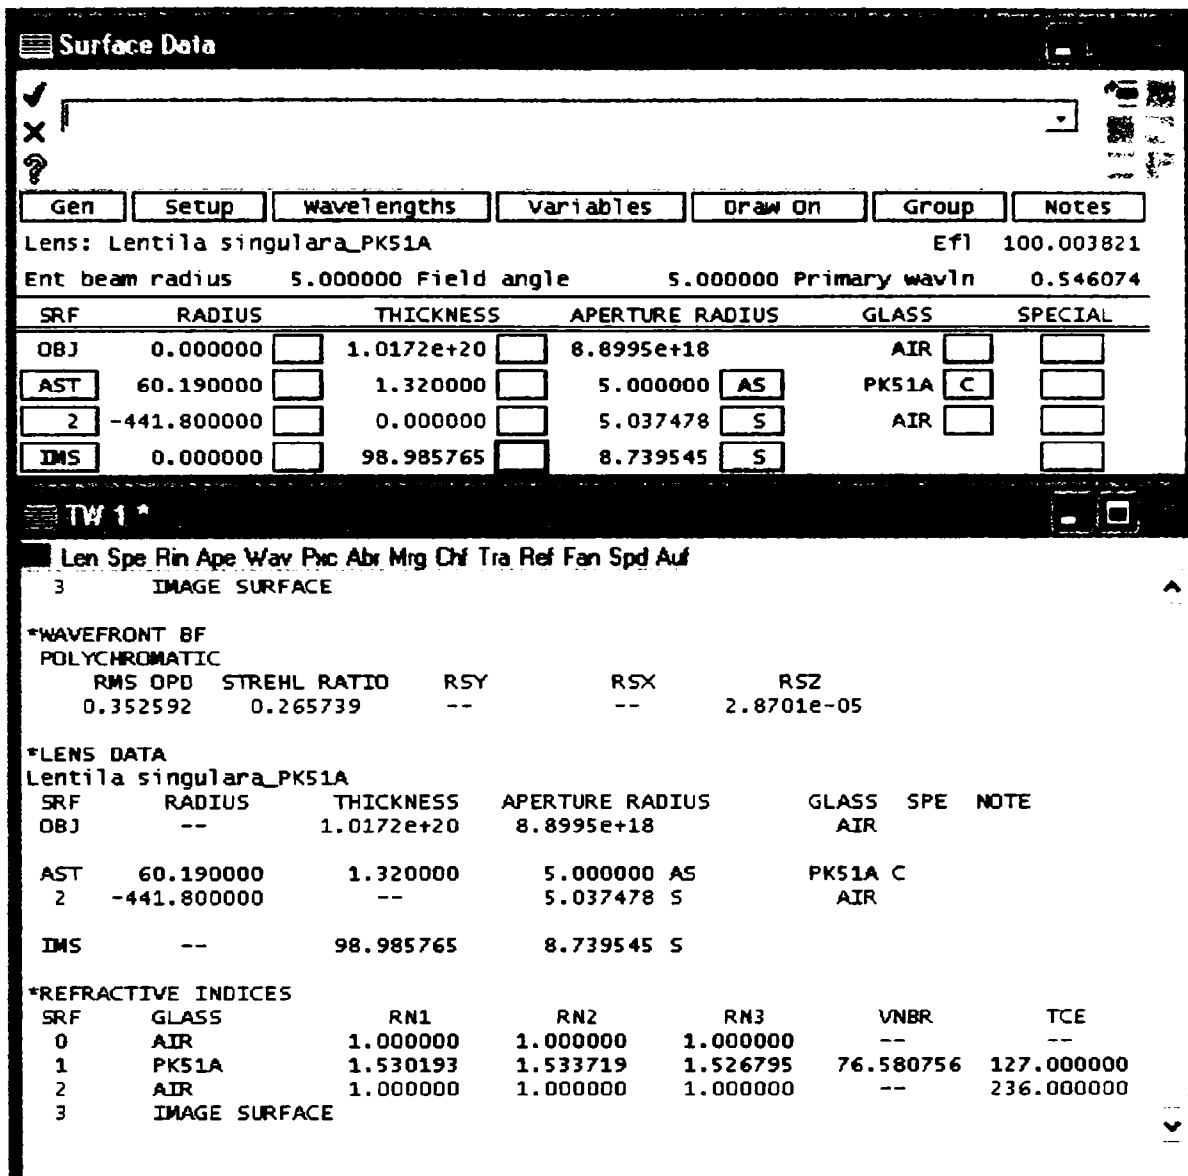 Surface Data
Gen Setup Wavelengths Variables Draw On Group Notes
Lens: Lentila singulara_PK51A Efl 100.003821
Ent beam radius 5.000000 Field angle 5.000000 Primary wavln 0.546074
SRF RADIUS THICKNESS APERTURE RADIUS GLASS SPECIAL
OBJ 0.000000 1.0172e+20 8.8995e+18 AIR
AST 60.190000 1.320000 5.000000 AS PK51A C
2 -441.800000 0.000000 5.037478 S AIR
IMS 0.000000 98.985765 8.739545 S
TW 1 *
Len Spe Rin Ape Wav Pxc Abr Mrg Chf Tra Ref Fan Spd Auf
3 IMAGE SURFACE
*WAVEFRONT BF
POLYCHROMATIC
RMS OPD STREHL RATIO RSY RSX RSZ
0.352592 0.265739 -- -- 2.8701e-05
*LENS DATA
Lentila singulara_PK51A
SRF RADIUS THICKNESS APERTURE RADIUS GLASS SPE NOTE
OBJ -- 1.0172e+20 8.8995e+18 AIR
AST 60.190000 1.320000 5.000000 AS PK51A C
2 -441.800000 -- 5.037478 S AIR
IMS -- 98.985765 8.739545 S
*REFRACTIVE INDICES
SRF GLASS RN1 RN2 RN3 VNBR TCE
0 AIR 1.000000 1.000000 1.000000 -- --
1 PK51A 1.530193 1.533719 1.526795 76.580756 127.000000
2 AIR 1.000000 1.000000 1.000000 -- 236.000000
3 IMAGE SURFACE